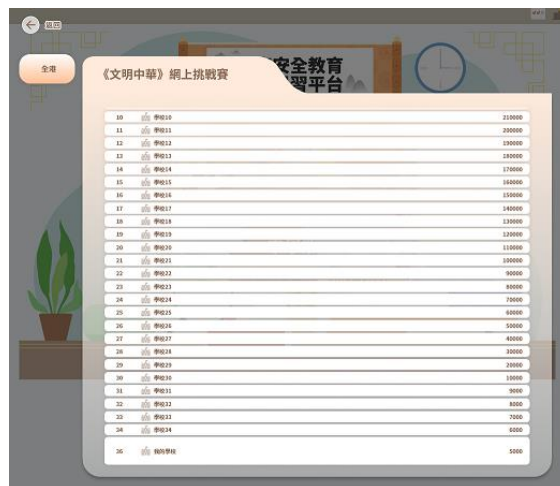 返回
全港
《文明中華》網上挑戰賽
安全教育
習平台
10 學校10 210000
11 學校11 200000
12 學校12 190000
13 學校13 180000
14 學校14 170000
15 學校15 160000
16 學校16 150000
17 學校17 140000
18 學校18 130000
19 學校19 120000
20 學校20 110000
21 學校21 100000
22 學校22 90000
23 學校23 80000
24 學校24 70000
25 學校25 60000
26 學校26 50000
27 學校27 40000
28 學校28 30000
29 學校29 20000
30 學校30 10000
31 學校31 9000
32 學校32 8000
33 學校33 7000
34 學校34 6000
36 我的學校 5000